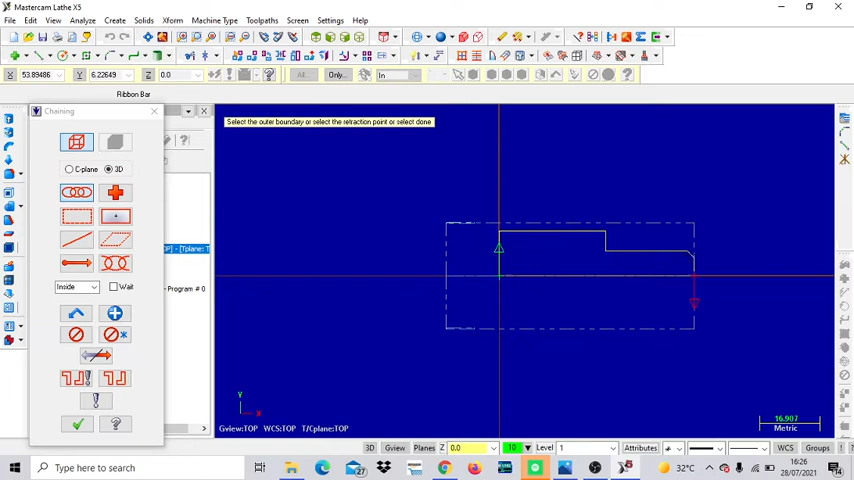 Mastercam Lathe X5
File Edit View Analyze Create Solids Xform Machine Type Toolpaths Screen Settings Help
X 53.89486 Y 6.22649 Z 0.0 All... Only... In
Ribbon Bar
Chaining
Select the outer boundary or select the retraction point or select done
C-plane 3D
OP] - [Tplane: T
- Program # 0
Inside Wait
Y
X
Gview:TOP WCS:TOP T/Cplane:TOP
16.907
Metric
3D Gview Planes Z 0.0 10 Level 1 Attributes WCS Groups
Type here to search
27
32°C
16:26
28/07/2021
14